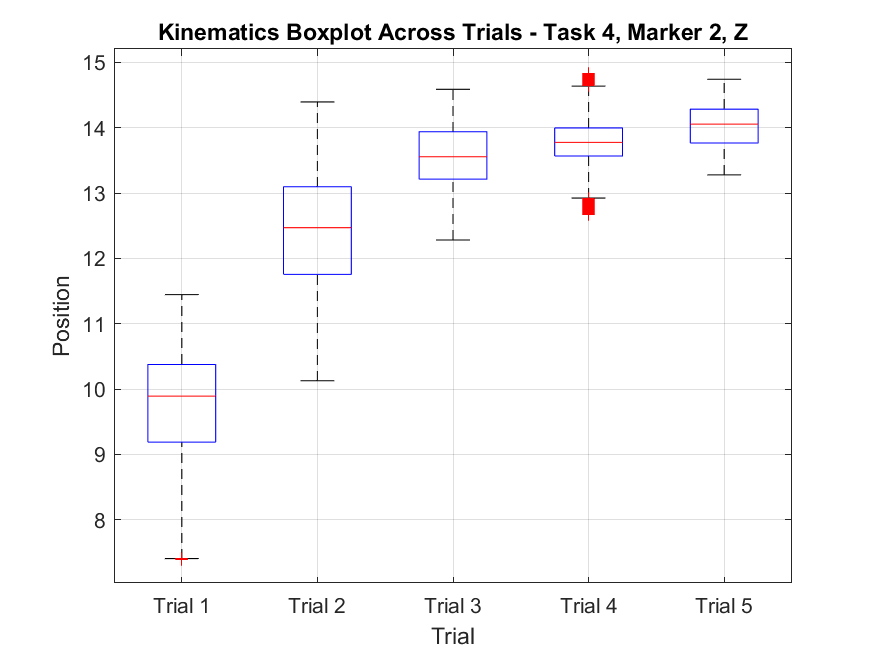 Kinematics Boxplot Across Trials - Task 4, Marker 2, Z
15
14
13
12
11
10
9
8
Position
Trial 1 Trial 2 Trial 3 Trial 4 Trial 5
Trial